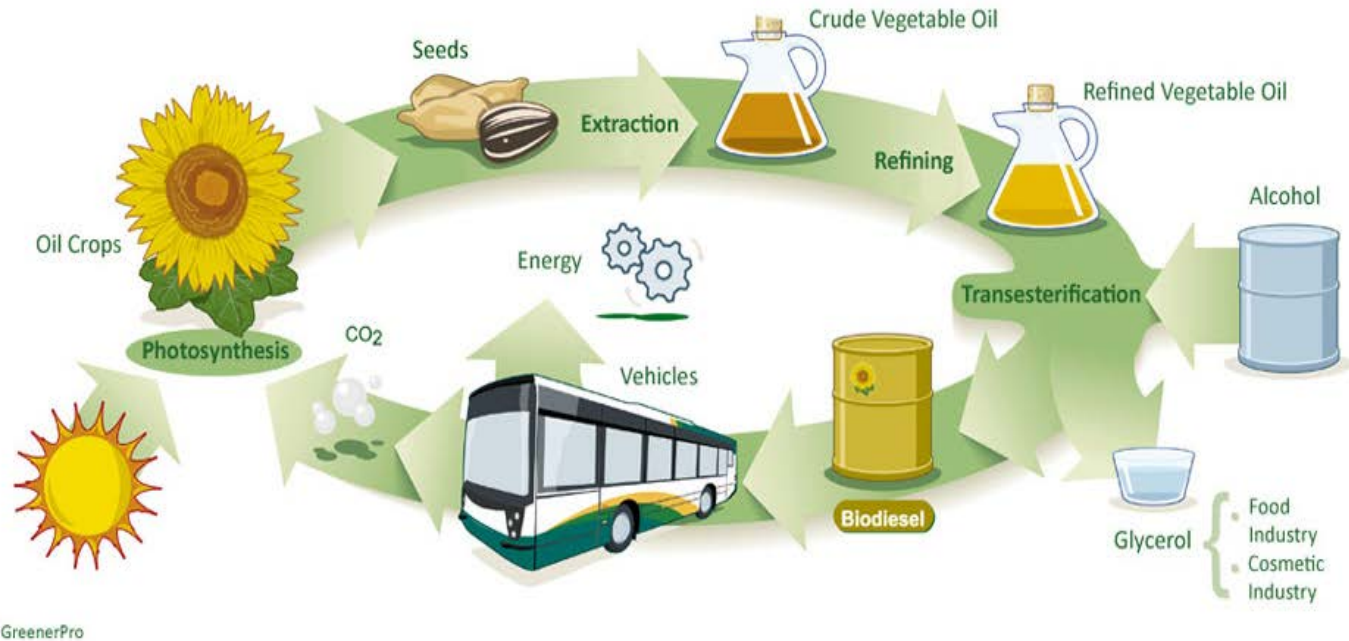 Crude Vegetable Oil
Seeds
Refined Vegetable Oil
Extraction
Refining
Alcohol
Oil Crops
Energy
Transesterification
CO2
Photosynthesis
Vehicles
Biodiesel
Glycerol
· Food
Industry
· Cosmetic
Industry
GreenerPro